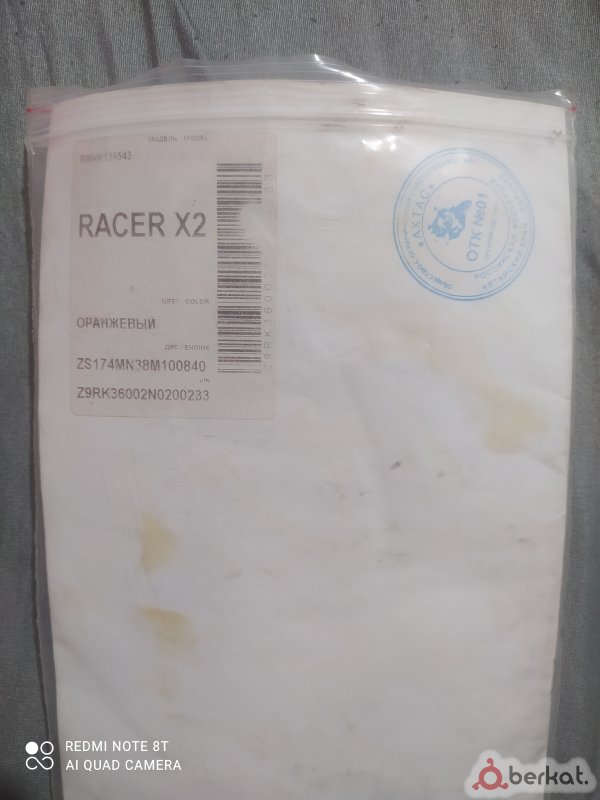 МОДЕЛЬ MODEL
RACER X2
ЦВЕТ COLOR
ОРАНЖЕВЫЙ
ДВС ENGINE
ZS174MN38M100840
VIN
Z9RK36002N0200233
«АХТАС»
ОТК №01
REDMI NOTE 8T
AI QUAD CAMERA
berkat.